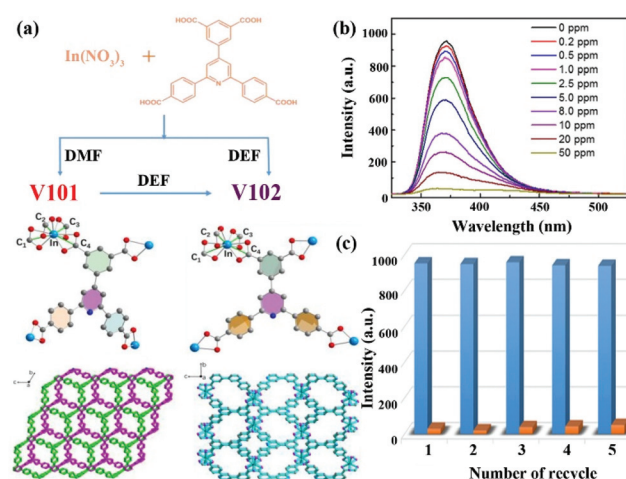 (a)
In(NO₃)₃ +
HOOC
COOH
HOOC
COOH
N
DMF
DEF
V101
DEF
V102
C₂
C₃
C₁
In
C₄
C₂
C₃
C₁
In
C₄
b
c
a
b
c
a
(b)
Intensity (a.u.)
1000
800
600
400
200
0
350
400
450
500
Wavelength (nm)
0 ppm
0.2 ppm
0.5 ppm
1.0 ppm
2.5 ppm
5.0 ppm
8.0 ppm
10 ppm
20 ppm
50 ppm
(c)
Intensity (a.u.)
1000
800
600
400
200
0
1 2 3 4 5
Number of recycle